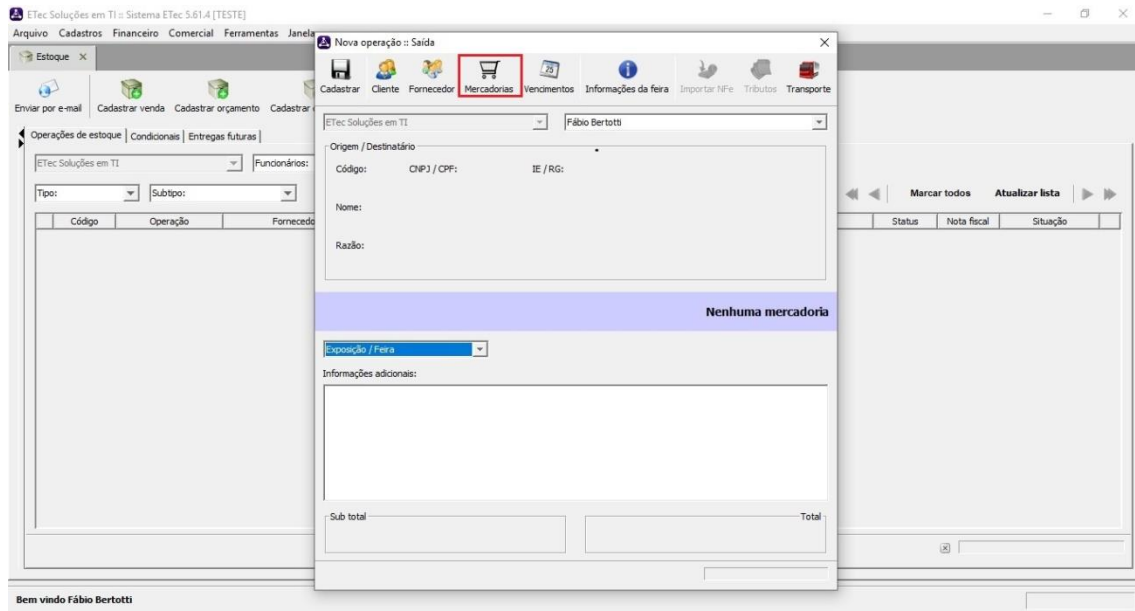 ETec Soluções em TI :: Sistema ETec 5.61.4 [TESTE]
Arquivo Cadastros Financeiro Comercial Ferramentas Janela
Estoque
Enviar por e-mail Cadastrar venda Cadastrar orçamento Cadastrar
Operações de estoque Condicionais Entregas futuras
ETec Soluções em TI Funcionários:
Tipo: Subtipo: Marcar todos Atualizar lista
Código Operação Fornecedo Status Nota fiscal Situação
Nova operação :: Saída
Cadastrar Cliente Fornecedor Mercadorias Vencimentos Informações da feira Importar NFe Tributos Transporte
25
ETec Soluções em TI Fábio Bertotti
Origem / Destinatário
Código: CNPJ / CPF: IE / RG:
Nome:
Razão:
Nenhuma mercadoria
Exposição / Feira
Informações adicionais:
Sub total Total
Bem vindo Fábio Bertotti